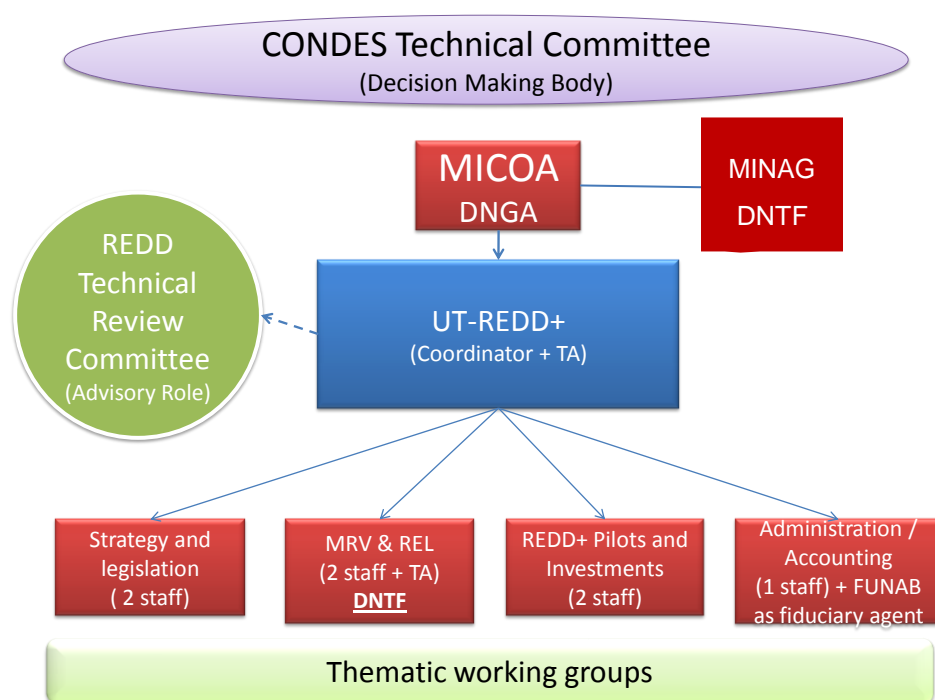 CONDES Technical Committee
(Decision Making Body)
MICOA
DNGA
MINAG
DNTF
REDD
Technical
Review
Committee
(Advisory Role)
UT-REDD+
(Coordinator + TA)
Strategy and
legislation
( 2 staff)
MRV & REL
(2 staff + TA)
DNTF
REDD+ Pilots and
Investments
(2 staff)
Administration /
Accounting
(1 staff) + FUNAB
as fiduciary agent
Thematic working groups